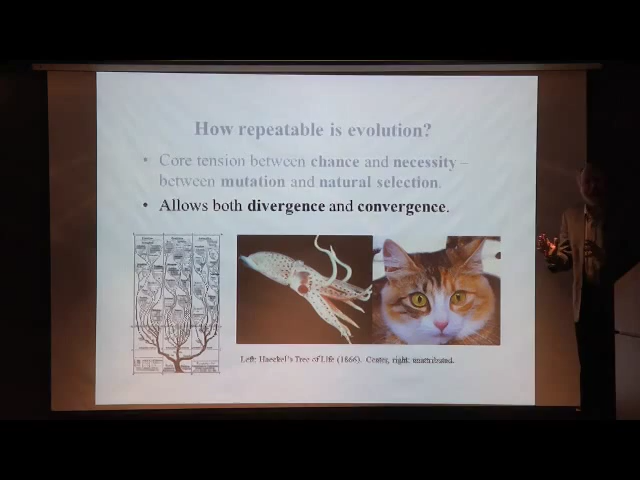 How repeatable is evolution?
• Core tension between chance and necessity –
between mutation and natural selection.
• Allows both divergence and convergence.
Left: Haeckel's Tree of Life (1866). Center, right: unattributed.